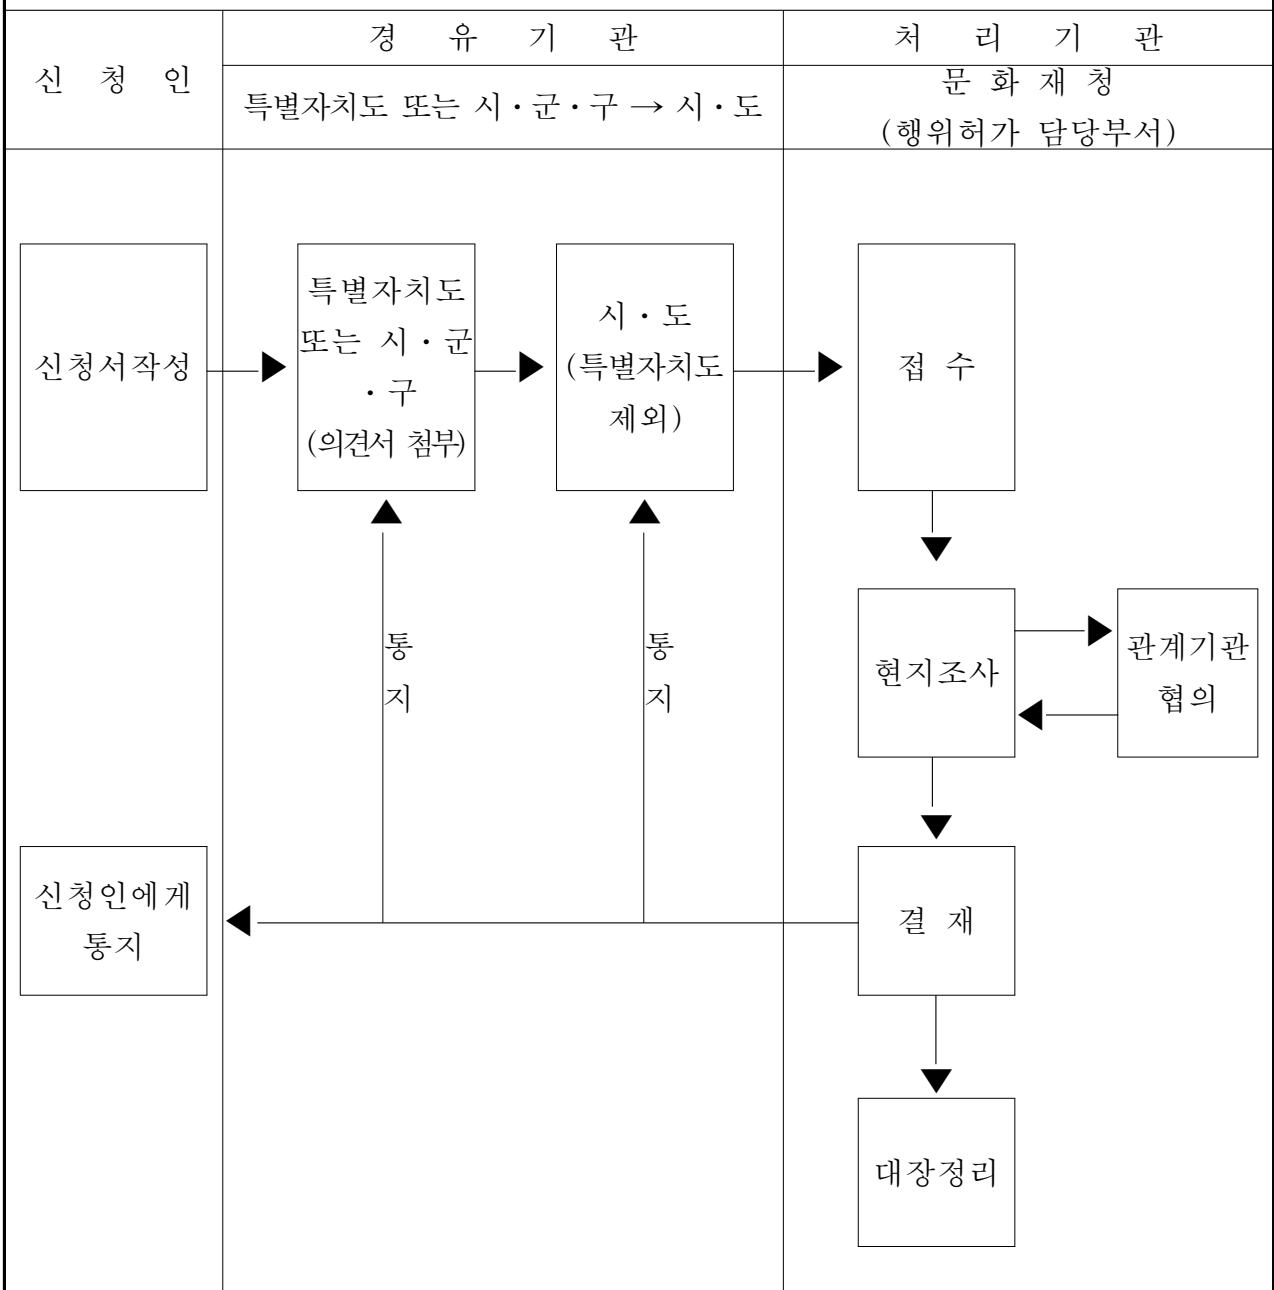 신 청 인
경 유 기 관
처 리 기 관
특별자치도 또는 시・군・구 → 시・도
문 화 재 청
(행위허가 담당부서)
신청서작성
특별자치도
또는 시・군
・구
(의견서 첨부)
시・도
(특별자치도
제외)
접 수
통
지
통
지
현지조사
관계기관
협의
신청인에게
통지
결 재
대장정리